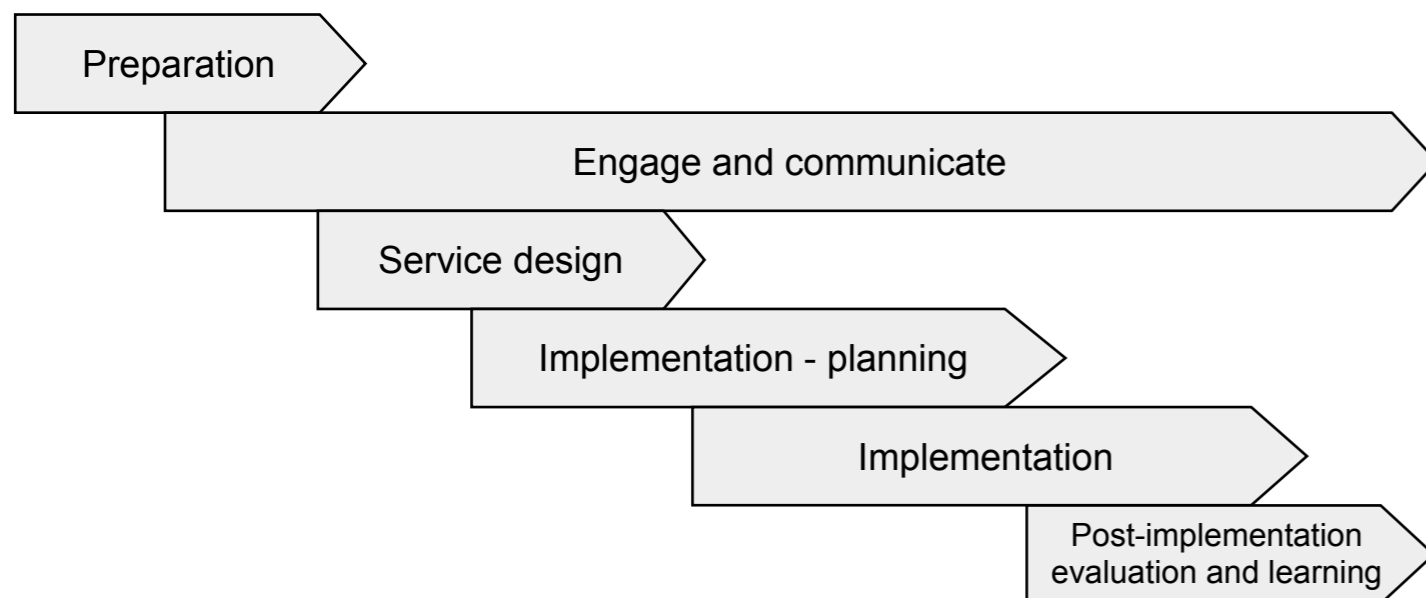 Preparation
Engage and communicate
Service design
Implementation - planning
Implementation
Post-implementation
evaluation and learning